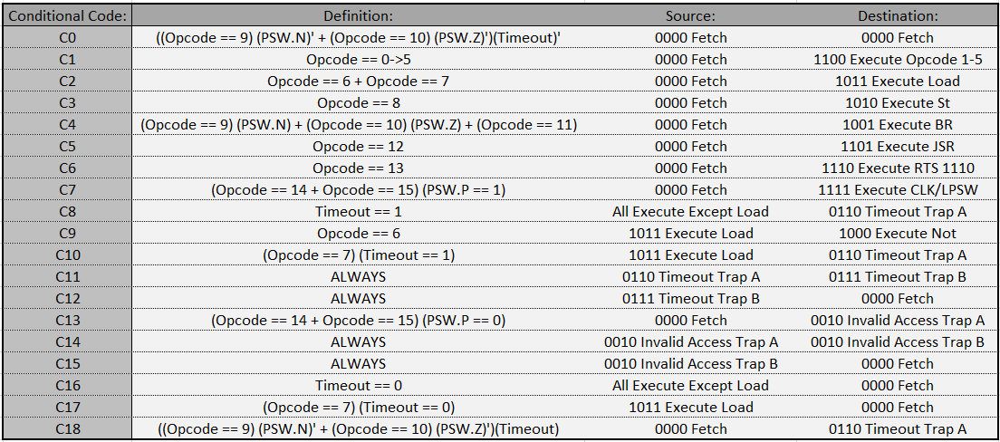 Conditional Code: Definition: Source: Destination:
C0 ((Opcode == 9) (PSW.N)' + (Opcode == 10) (PSW.Z)')(Timeout)' 0000 Fetch 0000 Fetch
C1 Opcode == 0->5 0000 Fetch 1100 Execute Opcode 1-5
C2 Opcode == 6 + Opcode == 7 0000 Fetch 1011 Execute Load
C3 Opcode == 8 0000 Fetch 1010 Execute St
C4 (Opcode == 9) (PSW.N) + (Opcode == 10) (PSW.Z) + (Opcode == 11) 0000 Fetch 1001 Execute BR
C5 Opcode == 12 0000 Fetch 1101 Execute JSR
C6 Opcode == 13 0000 Fetch 1110 Execute RTS 1110
C7 (Opcode == 14 + Opcode == 15) (PSW.P == 1) 0000 Fetch 1111 Execute CLK/LPSW
C8 Timeout == 1 All Execute Except Load 0110 Timeout Trap A
C9 Opcode == 6 1011 Execute Load 1000 Execute Not
C10 (Opcode == 7) (Timeout == 1) 1011 Execute Load 0110 Timeout Trap A
C11 ALWAYS 0110 Timeout Trap A 0111 Timeout Trap B
C12 ALWAYS 0111 Timeout Trap B 0000 Fetch
C13 (Opcode == 14 + Opcode == 15) (PSW.P == 0) 0000 Fetch 0010 Invalid Access Trap A
C14 ALWAYS 0010 Invalid Access Trap A 0010 Invalid Access Trap B
C15 ALWAYS 0010 Invalid Access Trap B 0000 Fetch
C16 Timeout == 0 All Execute Except Load 0000 Fetch
C17 (Opcode == 7) (Timeout == 0) 1011 Execute Load 0000 Fetch
C18 ((Opcode == 9) (PSW.N)' + (Opcode == 10) (PSW.Z)')(Timeout) 0000 Fetch 0110 Timeout Trap A